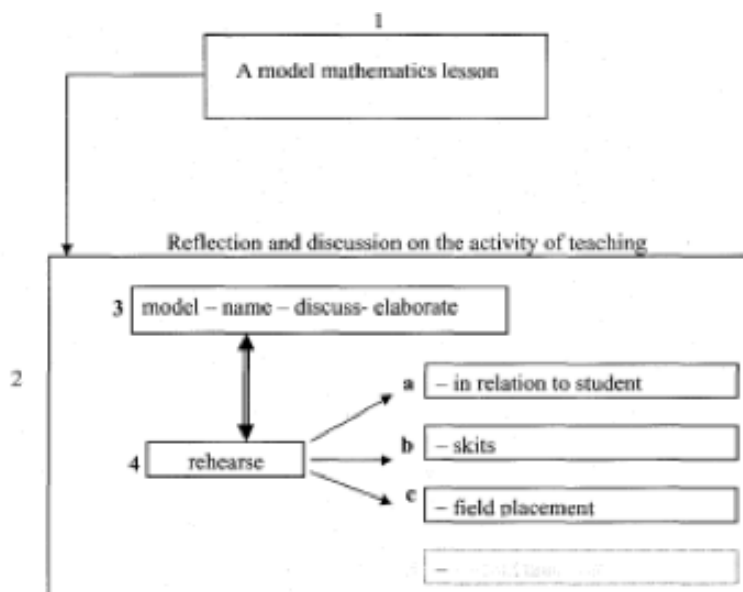 1
A model mathematics lesson
Reflection and discussion on the activity of teaching
3 model – name – discuss- elaborate
2
a – in relation to student
b – skits
4 rehearse
c – field placement
–